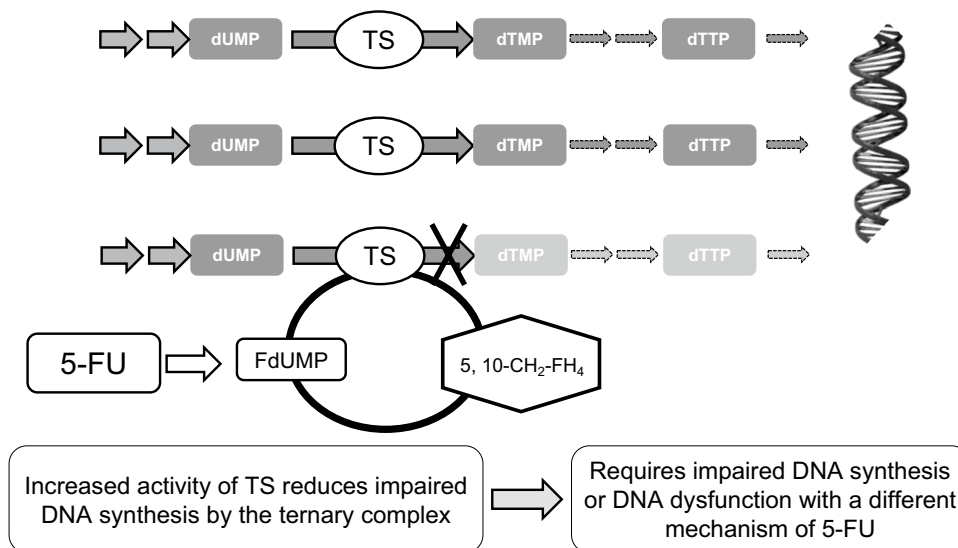 dUMP TS dTMP dTTP
dUMP TS dTMP dTTP
dUMP TS dTMP dTTP
5-FU FdUMP 5, 10-CH₂-FH₄
Increased activity of TS reduces impaired
DNA synthesis by the ternary complex
Requires impaired DNA synthesis
or DNA dysfunction with a different
mechanism of 5-FU